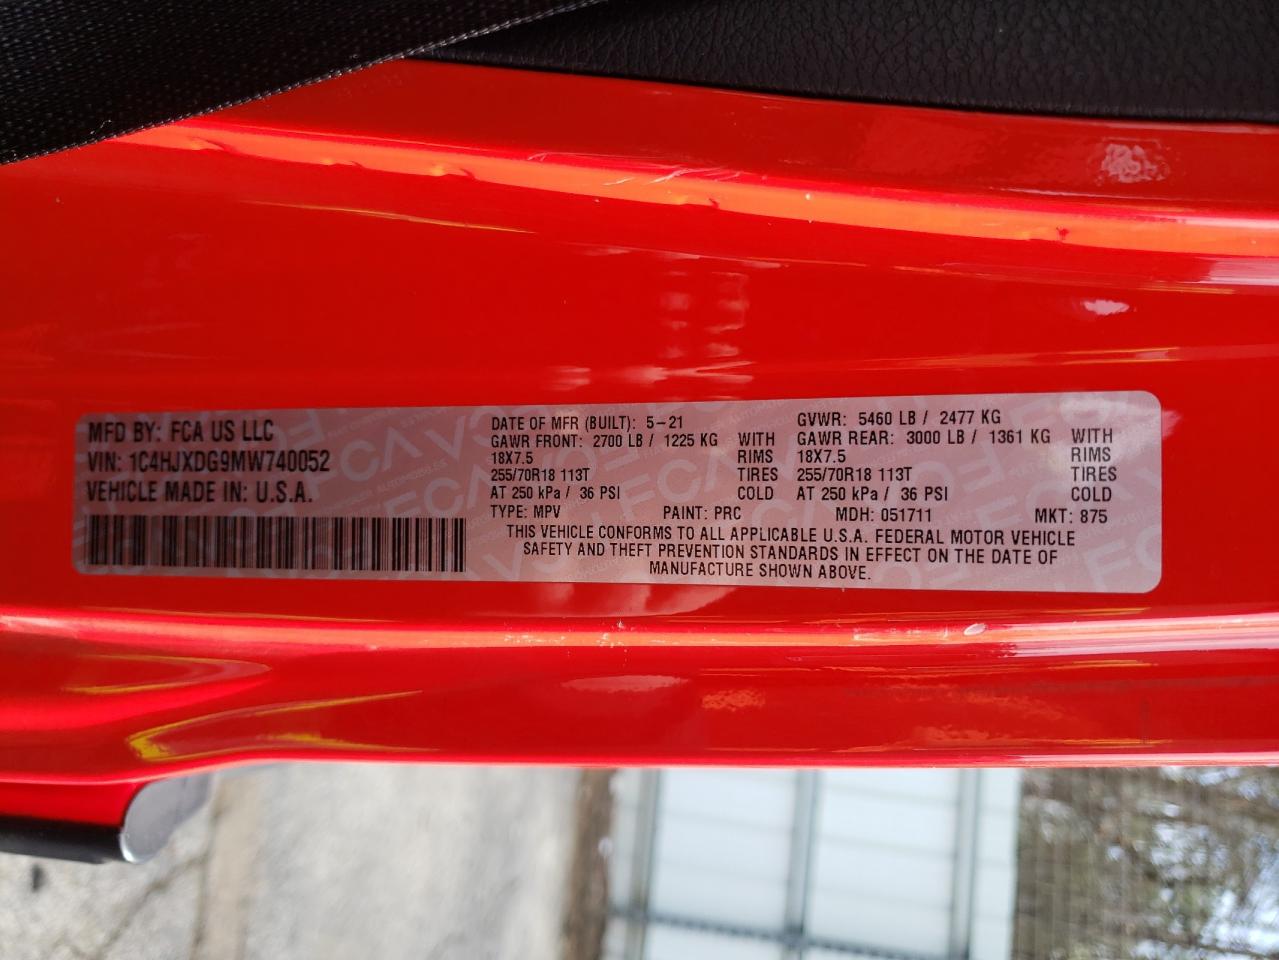 MFD BY: FCA US LLC
VIN: 1C4HJXDG9MW740052
VEHICLE MADE IN: U.S.A.
DATE OF MFR (BUILT): 5-21 GVWR: 5460 LB / 2477 KG
GAWR FRONT: 2700 LB / 1225 KG WITH GAWR REAR: 3000 LB / 1361 KG WITH
18X7.5 RIMS 18X7.5 RIMS
255/70R18 113T TIRES 255/70R18 113T TIRES
AT 250 kPa / 36 PSI COLD AT 250 kPa / 36 PSI COLD
TYPE: MPV PAINT: PRC MDH: 051711 MKT: 875
THIS VEHICLE CONFORMS TO ALL APPLICABLE U.S.A. FEDERAL MOTOR VEHICLE
SAFETY AND THEFT PREVENTION STANDARDS IN EFFECT ON THE DATE OF
MANUFACTURE SHOWN ABOVE.